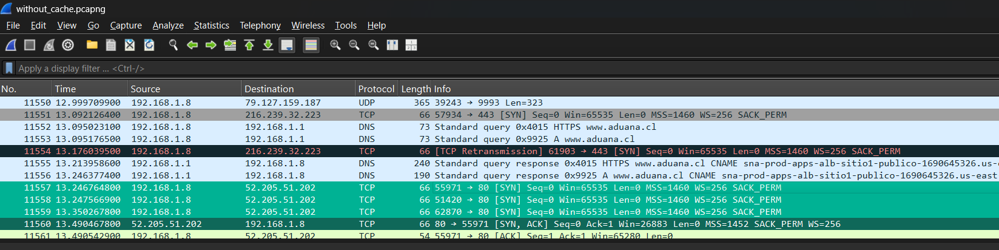 without_cache.pcapng
File Edit View Go Capture Analyze Statistics Telephony Wireless Tools Help
Apply a display filter ... <Ctrl-/>
No. Time Source Destination Protocol Length Info
11550 12.999709900 192.168.1.8 79.127.159.187 UDP 365 39243 → 9993 Len=323
11551 13.092126400 192.168.1.8 216.239.32.223 TCP 66 57934 → 443 [SYN] Seq=0 Win=65535 Len=0 MSS=1460 WS=256 SACK_PERM
11552 13.095023100 192.168.1.8 192.168.1.1 DNS 73 Standard query 0x4015 HTTPS www.aduana.cl
11553 13.095176500 192.168.1.8 192.168.1.1 DNS 73 Standard query 0x9925 A www.aduana.cl
11554 13.176039500 192.168.1.8 216.239.32.223 TCP 66 [TCP Retransmission] 61903 → 443 [SYN] Seq=0 Win=65535 Len=0 MSS=1460 WS=256 SACK_PERM
11555 13.213958600 192.168.1.1 192.168.1.8 DNS 240 Standard query response 0x4015 HTTPS www.aduana.cl CNAME sna-prod-apps-alb-sitio1-publico-1690645326.us-
11556 13.246377400 192.168.1.1 192.168.1.8 DNS 190 Standard query response 0x9925 A www.aduana.cl CNAME sna-prod-apps-alb-sitio1-publico-1690645326.us-east
11557 13.246764800 192.168.1.8 52.205.51.202 TCP 66 55971 → 80 [SYN] Seq=0 Win=65535 Len=0 MSS=1460 WS=256 SACK_PERM
11558 13.247566900 192.168.1.8 52.205.51.202 TCP 66 51420 → 80 [SYN] Seq=0 Win=65535 Len=0 MSS=1460 WS=256 SACK_PERM
11559 13.350267800 192.168.1.8 52.205.51.202 TCP 66 62870 → 80 [SYN] Seq=0 Win=65535 Len=0 MSS=1460 WS=256 SACK_PERM
11560 13.490467800 52.205.51.202 192.168.1.8 TCP 66 80 → 55971 [SYN, ACK] Seq=0 Ack=1 Win=26883 Len=0 MSS=1452 SACK_PERM WS=256
11561 13.490542900 192.168.1.8 52.205.51.202 TCP 54 55971 → 80 [ACK] Seq=1 Ack=1 Win=65280 Len=0